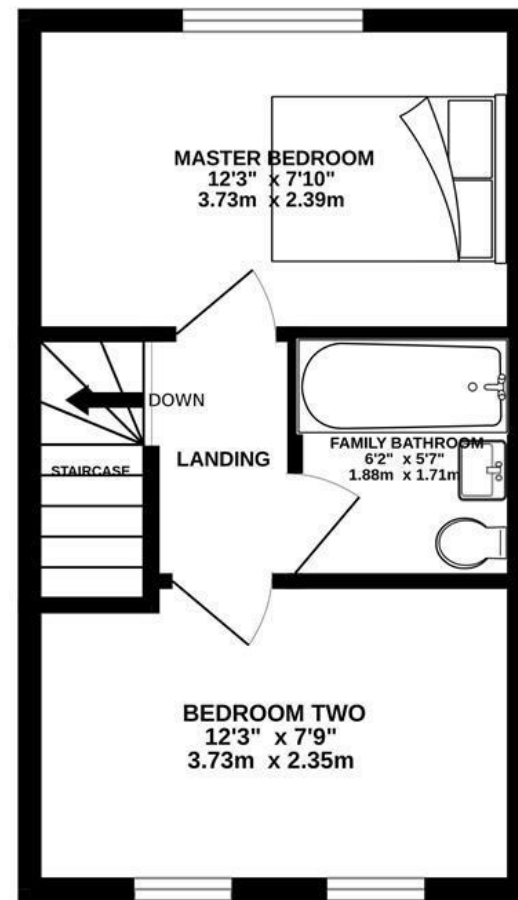 MASTER BEDROOM
12'3" x 7'10"
3.73m x 2.39m
DOWN
STAIRCASE
LANDING
FAMILY BATHROOM
6'2" x 5'7"
1.88m x 1.71m
BEDROOM TWO
12'3" x 7'9"
3.73m x 2.35m